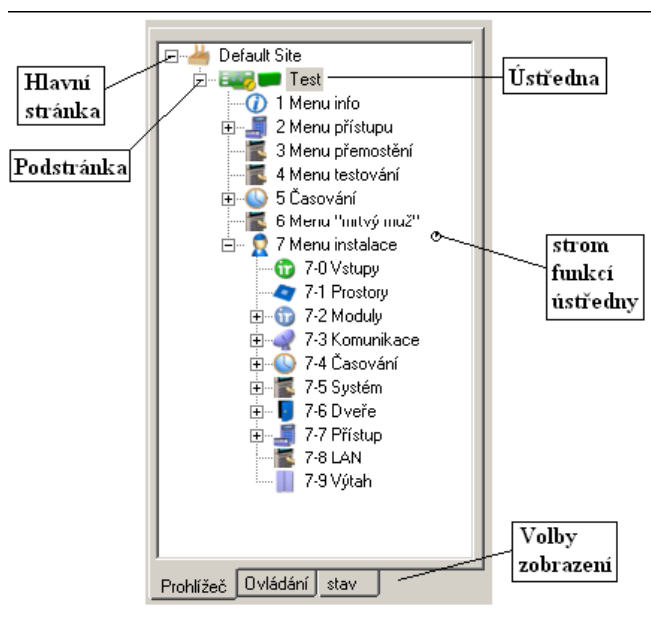 Default Site
Hlavní
stránka
Test
Ústředna
1 Menu info
2 Menu přístupu
Podstránka
3 Menu přemostění
4 Menu testování
5 Časování
6 Menu "mrtvý muž"
7 Menu instalace
strom
funkcí
ústředny
7-0 Vstupy
7-1 Prostory
7-2 Moduly
7-3 Komunikace
7-4 Časování
7-5 Systém
7-6 Dveře
7-7 Přístup
7-8 LAN
7-9 Výtah
Volby
zobrazení
Prohlížeč Ovládání stav